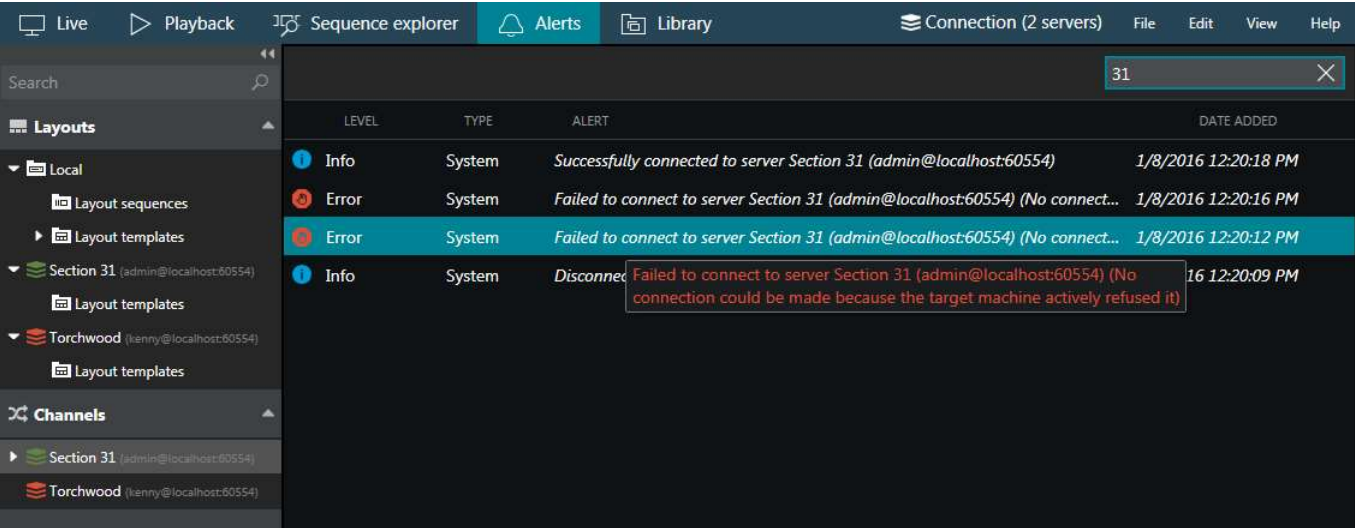 Live Playback Sequence explorer Alerts Library Connection (2 servers) File Edit View Help
Search
31
Layouts
LEVEL TYPE ALERT DATE ADDED
Local
Info System Successfully connected to server Section 31 (admin@localhost:60554) 1/8/2016 12:20:18 PM
Layout sequences
Error System Failed to connect to server Section 31 (admin@localhost:60554) (No connect... 1/8/2016 12:20:16 PM
Layout templates
Error System Failed to connect to server Section 31 (admin@localhost:60554) (No connect... 1/8/2016 12:20:12 PM
Section 31 (admin@localhost:60554)
Info System Disconnec 16 12:20:09 PM
Failed to connect to server Section 31 (admin@localhost:60554) (No
connection could be made because the target machine actively refused it)
Layout templates
Torchwood (kenny@localhost:60554)
Layout templates
Channels
Section 31 (admin@localhost:60554)
Torchwood (kenny@localhost:60554)